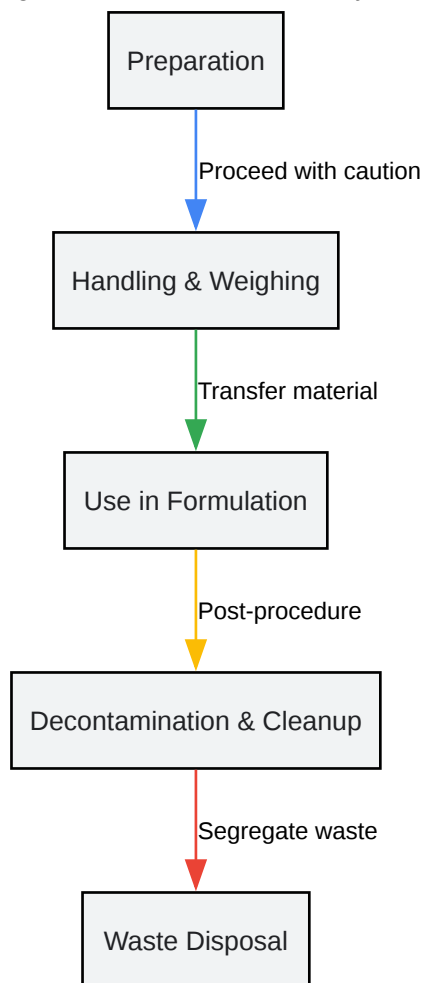 Preparation
Proceed with caution
Handling & Weighing
Transfer material
Use in Formulation
Post-procedure
Decontamination & Cleanup
Segregate waste
Waste Disposal